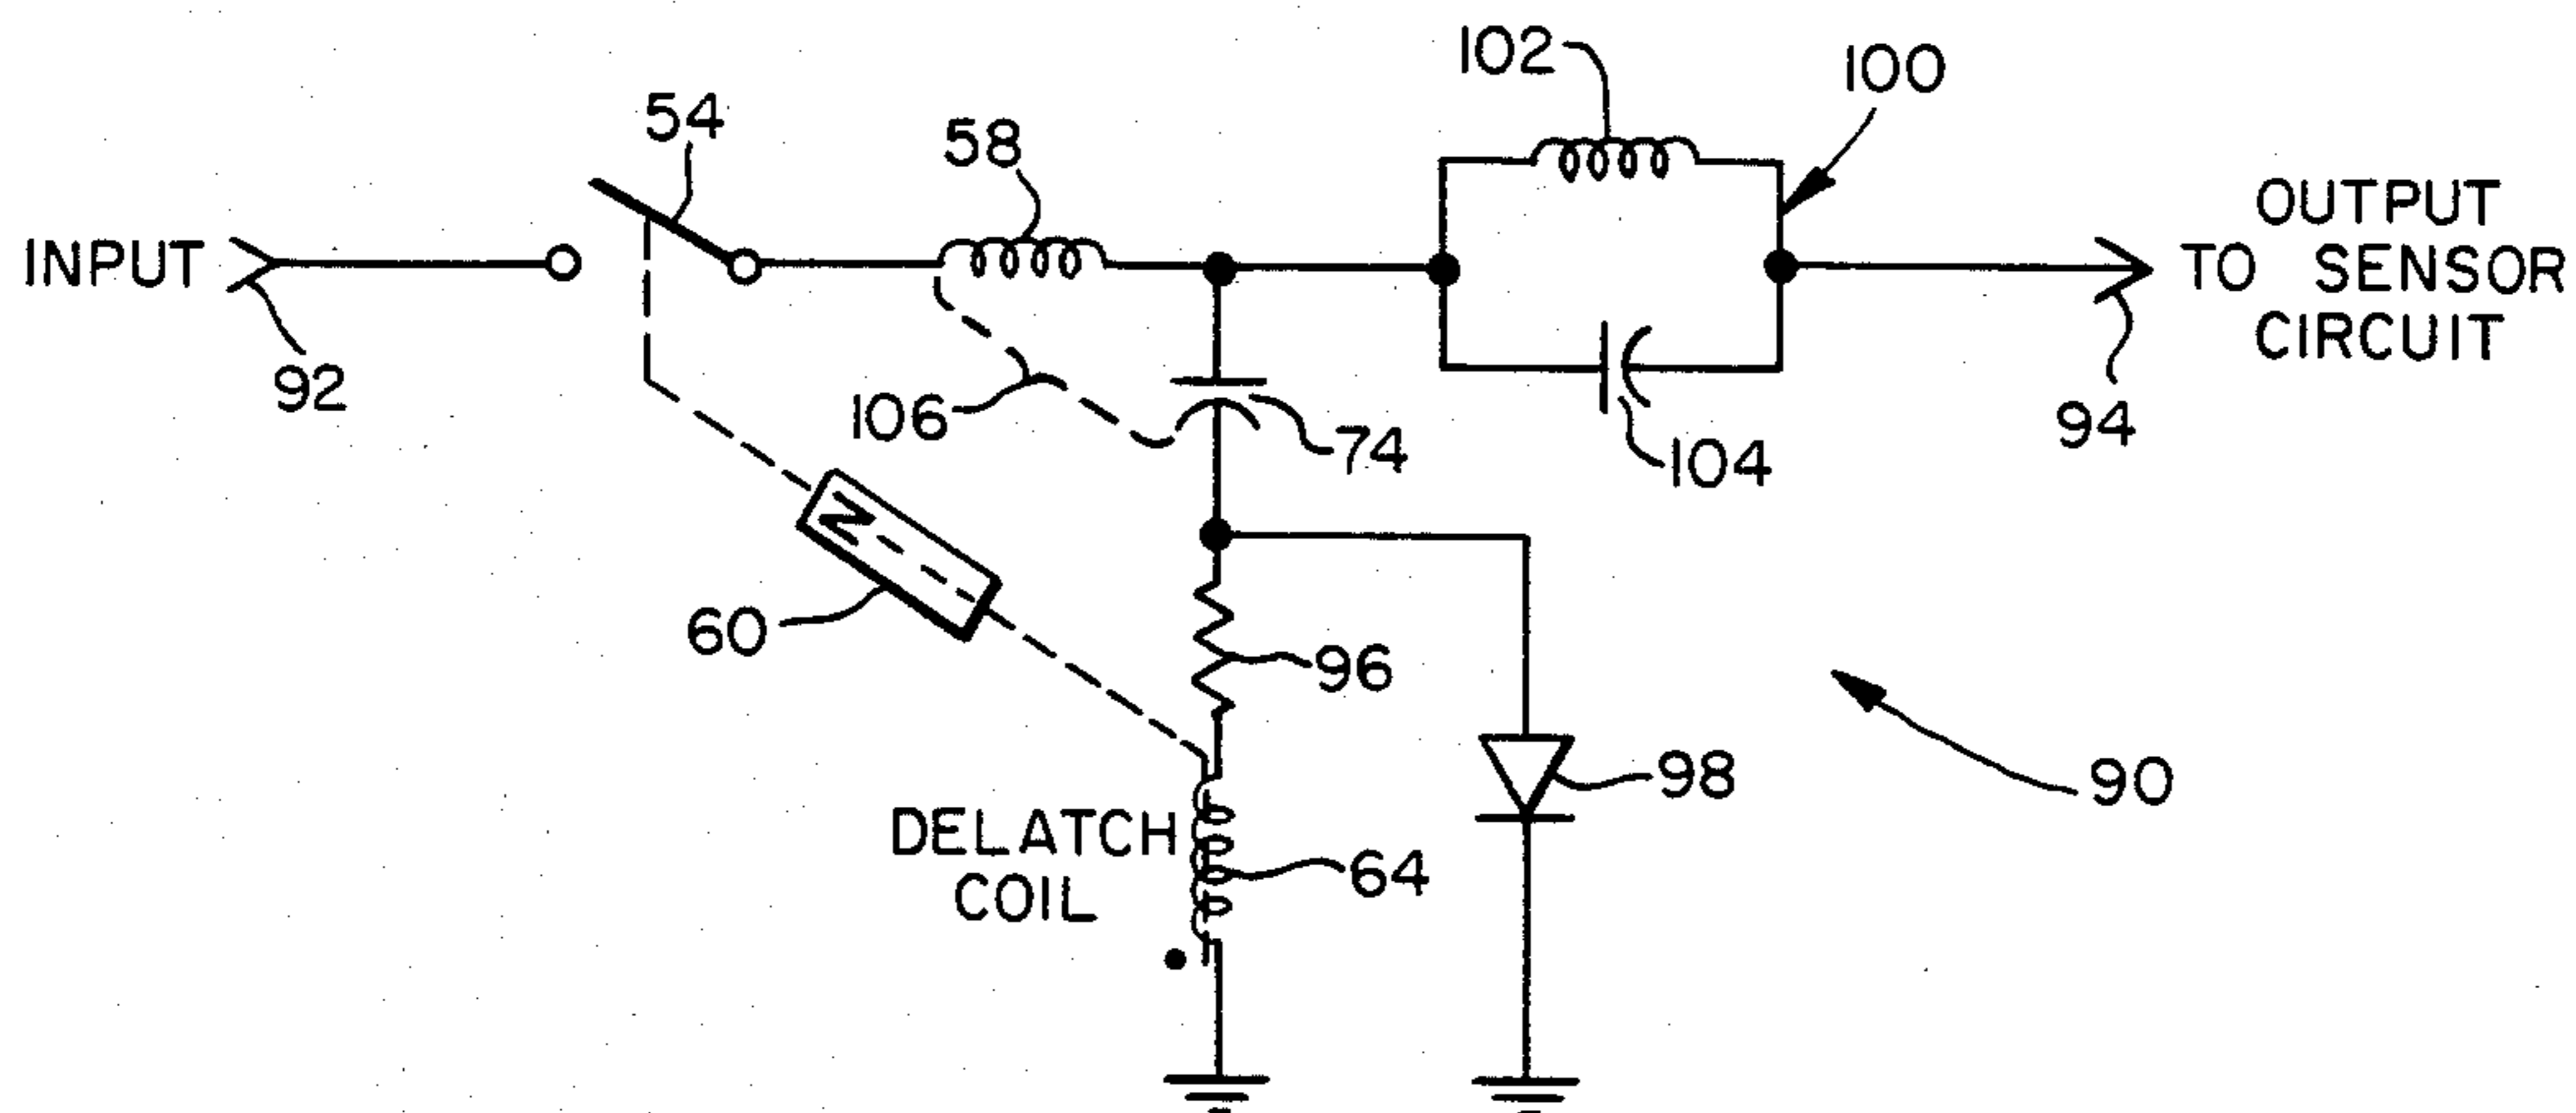 102
100
54
58
INPUT
OUTPUT
TO SENSOR
CIRCUIT
92
106
74
104
94
N
60
96
98
90
DELATCH
COIL
64